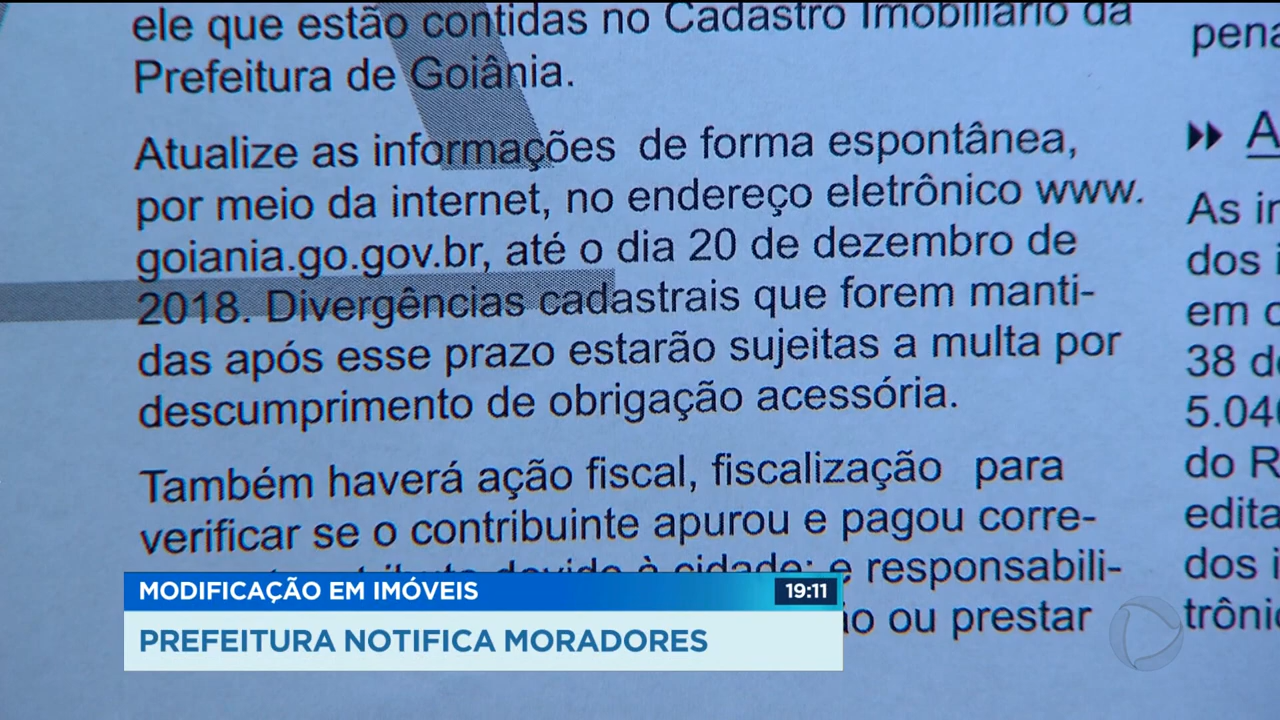 ele que estão contidas no Cadastro Imobiliário da
Prefeitura de Goiânia.
Atualize as informações de forma espontânea,
por meio da internet, no endereço eletrônico www.
goiania.go.gov.br, até o dia 20 de dezembro de
2018. Divergências cadastrais que forem manti-
das após esse prazo estarão sujeitas a multa por
descumprimento de obrigação acessória.
Também haverá ação fiscal, fiscalização para
verificar se o contribuinte apurou e pagou corre-
devido à cidade; e responsabili-
ou prestar
As
dos
em
38
5.040
do
dos
MODIFICAÇÃO EM IMÓVEIS
19:11
PREFEITURA NOTIFICA MORADORES